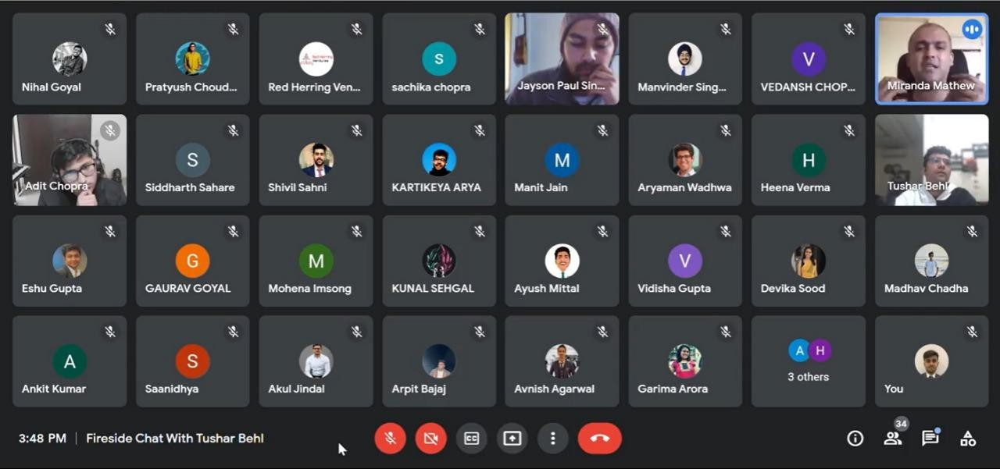 Nihal Goyal
Pratyush Choud...
Red Herring Ven...
S
sachika chopra
Jayson Paul Sin...
Manvinder Sing...
V
VEDANSH CHOP...
Miranda Mathew
Adit Chopra
S
Siddharth Sahare
Shivil Sahni
KARTIKEYA ARYA
M
Manit Jain
Aryaman Wadhwa
H
Heena Verma
Tushar Behl
Eshu Gupta
G
GAURAV GOYAL
M
Mohena Imsong
KUNAL SEHGAL
Ayush Mittal
V
Vidisha Gupta
Devika Sood
Madhav Chadha
A
Ankit Kumar
S
Saanidhya
Akul Jindal
Arpit Bajaj
Avnish Agarwal
Garima Arora
A H
3 others
You
3:48 PM | Fireside Chat With Tushar Behl
CC
34